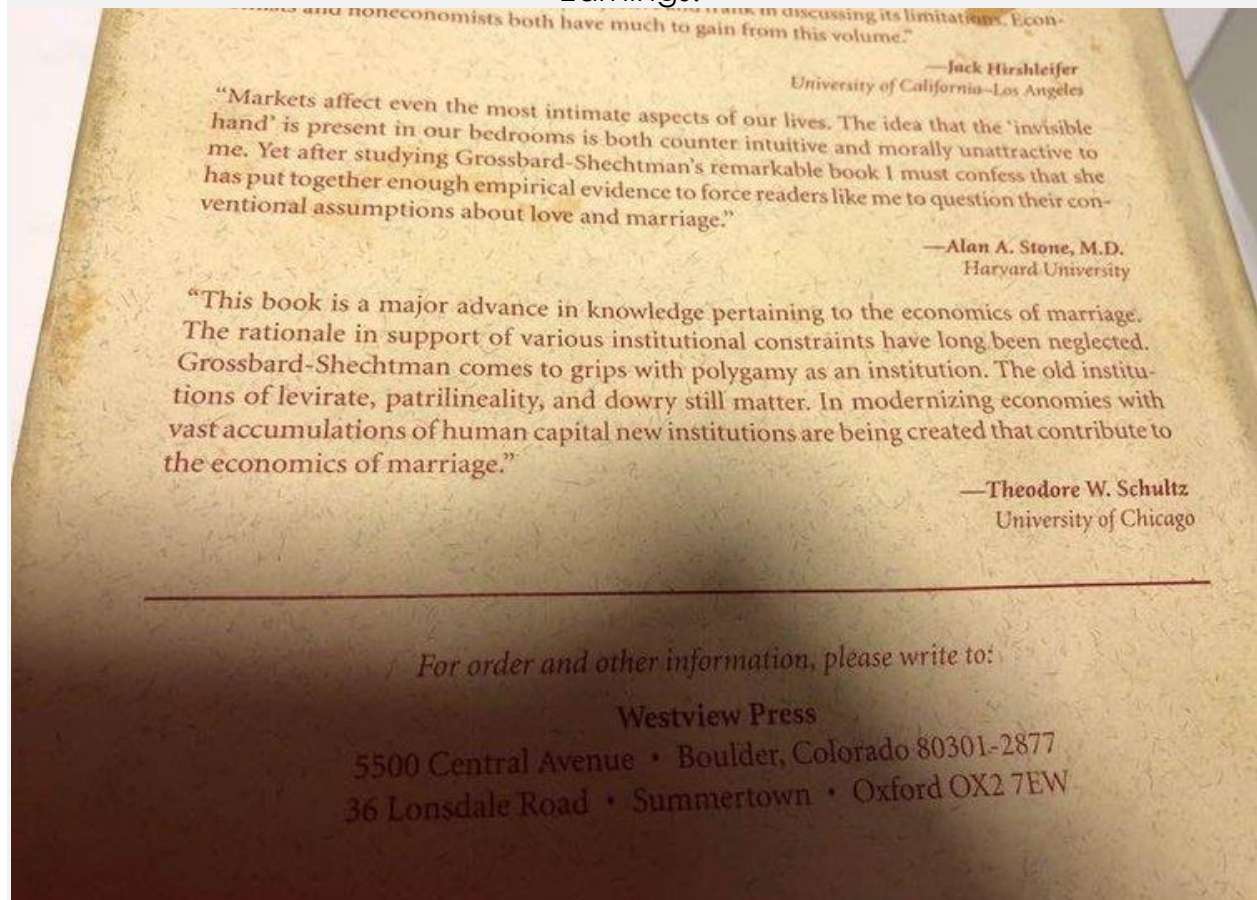 and noneconomists both have much to gain from this volume."
in discussing its limitations. Econ-
—Jack Hirshleifer
University of California–Los Angeles
"Markets affect even the most intimate aspects of our lives. The idea that the 'invisible
hand' is present in our bedrooms is both counter intuitive and morally unattractive to
me. Yet after studying Grossbard-Shechtman's remarkable book I must confess that she
has put together enough empirical evidence to force readers like me to question their con-
ventional assumptions about love and marriage."
—Alan A. Stone, M.D.
Harvard University
"This book is a major advance in knowledge pertaining to the economics of marriage.
The rationale in support of various institutional constraints have long been neglected.
Grossbard-Shechtman comes to grips with polygamy as an institution. The old institu-
tions of levirate, patrilineality, and dowry still matter. In modernizing economies with
vast accumulations of human capital new institutions are being created that contribute to
the economics of marriage."
—Theodore W. Schultz
University of Chicago
For order and other information, please write to:
Westview Press
5500 Central Avenue • Boulder, Colorado 80301-2877
36 Lonsdale Road • Summertown • Oxford OX2 7EW